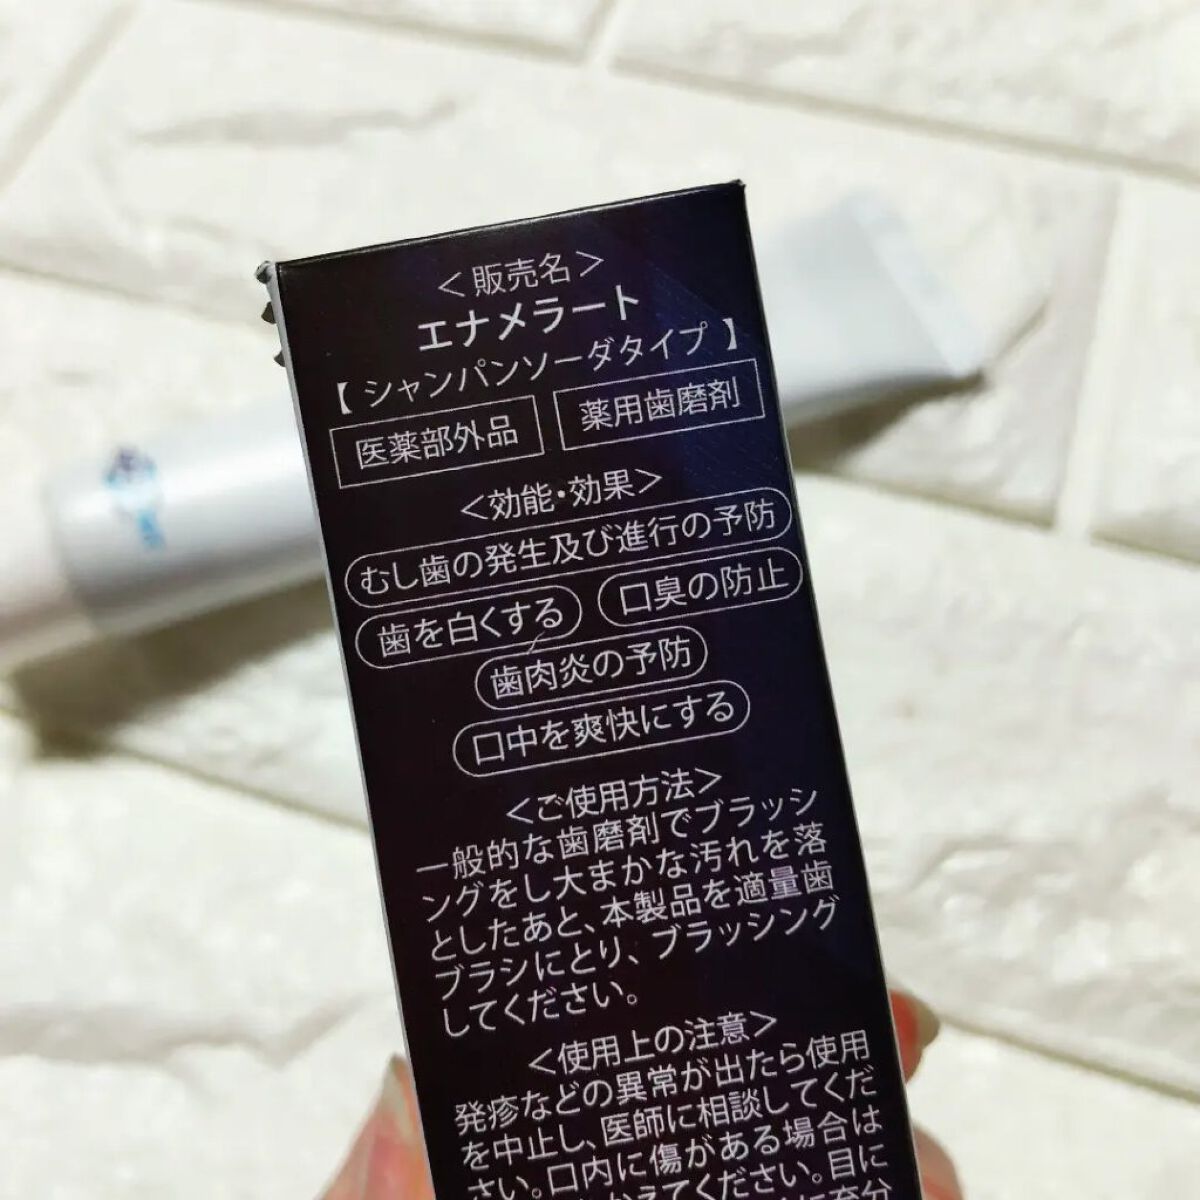 ＜販売名＞
エナメラート
【シャンパンソーダタイプ】
医薬部外品 薬用歯磨剤
＜効能・効果＞
むし歯の発生及び進行の予防
歯を白くする 口臭の防止
歯肉炎の予防
口中を爽快にする
＜ご使用方法＞
一般的な歯磨剤でブラッシ
ングをし大まかな汚れを落
としたあと、本製品を適量歯
ブラシにとり、ブラッシング
してください。
＜使用上の注意＞
発疹などの異常が出たら使用
を中止し、医師に相談してくだ
さい。口内に傷がある場合は
えてください。目に